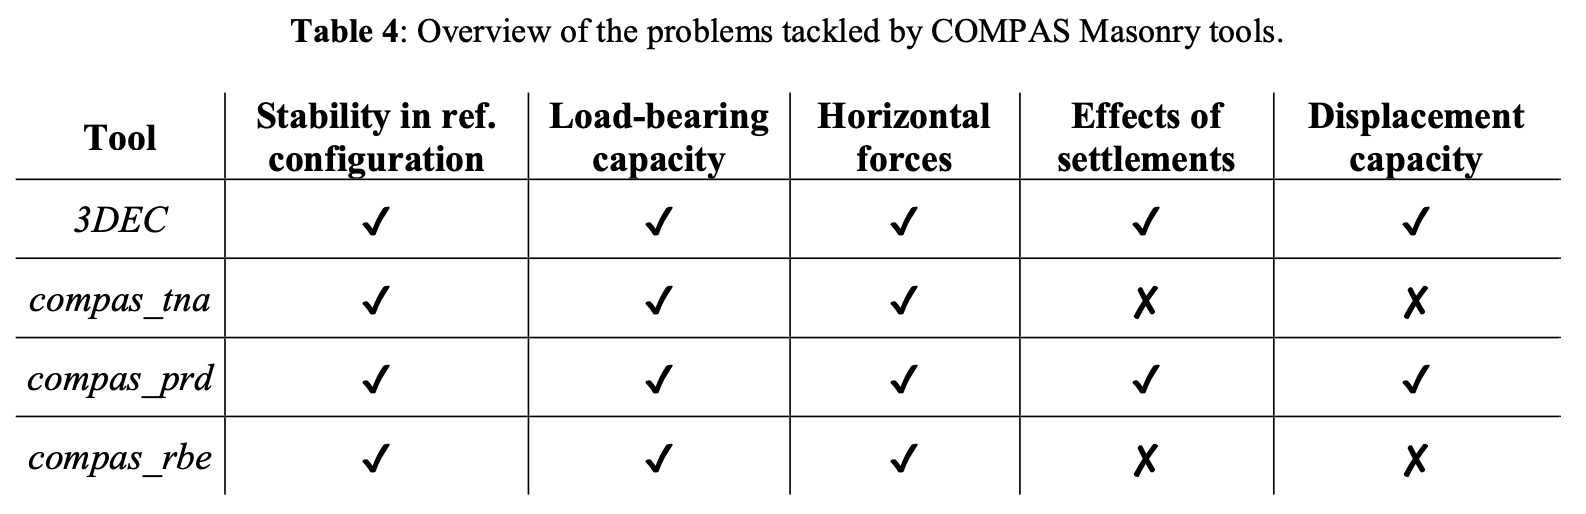 Table 4: Overview of the problems tackled by COMPAS Masonry tools.
Tool | Stability in ref. configuration | Load-bearing capacity | Horizontal forces | Effects of settlements | Displacement capacity
3DEC | ✓ | ✓ | ✓ | ✓ | ✓
compas_tna | ✓ | ✓ | ✓ | ✗ | ✗
compas_prd | ✓ | ✓ | ✓ | ✓ | ✓
compas_rbe | ✓ | ✓ | ✓ | ✗ | ✗